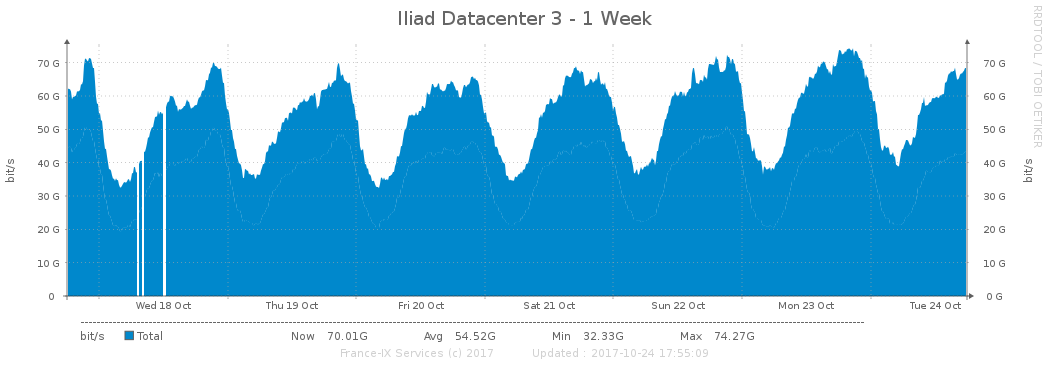 Iliad Datacenter 3 - 1 Week
RRDTOOL / TOBI OETIKER
bit/s
70 G
60 G
50 G
40 G
30 G
20 G
10 G
0
70 G
60 G
50 G
40 G
30 G
20 G
10 G
0 G
bit/s
Wed 18 Oct Thu 19 Oct Fri 20 Oct Sat 21 Oct Sun 22 Oct Mon 23 Oct Tue 24 Oct
bit/s Total Now 70.01G Avg 54.52G Min 32.33G Max 74.27G
France-IX Services (c) 2017 Updated : 2017-10-24 17:55:09